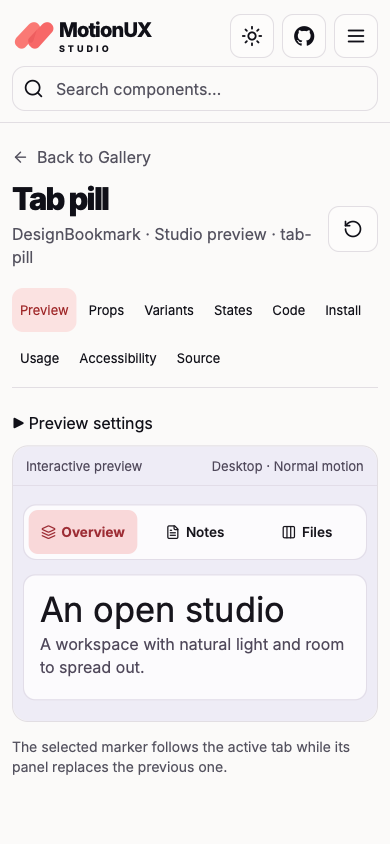 MotionUX
STUDIO
Search components...
Back to Gallery
Tab pill
DesignBookmark · Studio preview · tab-
pill
Preview Props Variants States Code Install
Usage Accessibility Source
Preview settings
Interactive preview Desktop · Normal motion
Overview Notes Files
An open studio
A workspace with natural light and room
to spread out.
The selected marker follows the active tab while its
panel replaces the previous one.